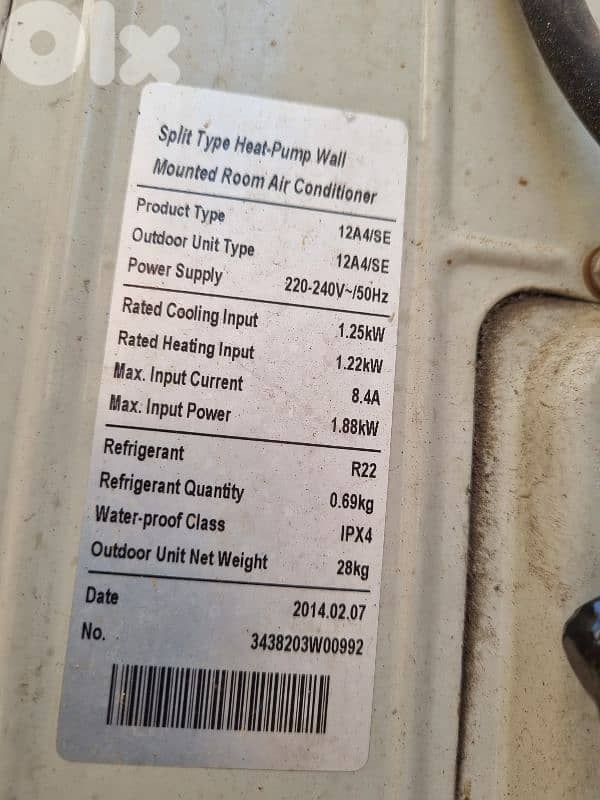 Olx
Split Type Heat-Pump Wall
Mounted Room Air Conditioner
Product Type 12A4/SE
Outdoor Unit Type 12A4/SE
Power Supply 220-240V~/50Hz
Rated Cooling Input 1.25kW
Rated Heating Input 1.22kW
Max. Input Current 8.4A
Max. Input Power 1.88kW
Refrigerant R22
Refrigerant Quantity 0.69kg
Water-proof Class IPX4
Outdoor Unit Net Weight 28kg
Date 2014.02.07
No. 3438203W00992